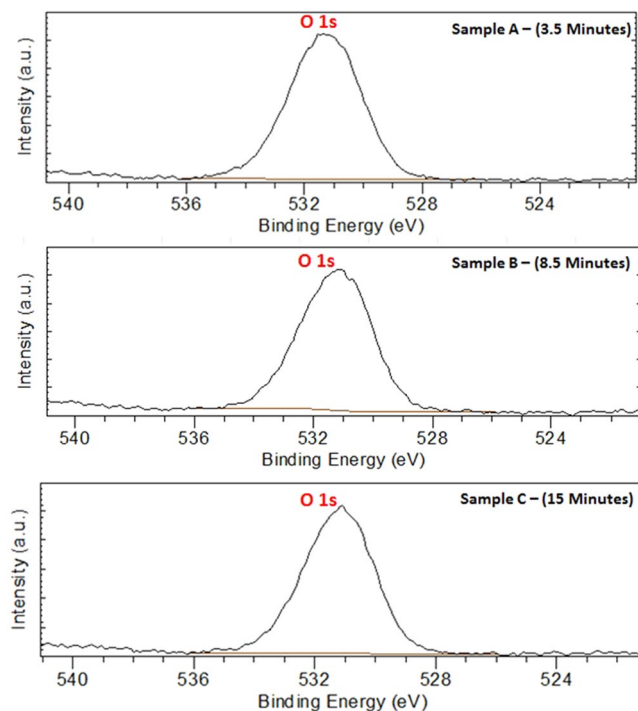 O 1s
Sample A – (3.5 Minutes)
Intensity (a.u.)
540 536 532 528 524
Binding Energy (eV)
O 1s
Sample B – (8.5 Minutes)
Intensity (a.u.)
540 536 532 528 524
Binding Energy (eV)
O 1s
Sample C – (15 Minutes)
Intensity (a.u.)
540 536 532 528 524
Binding Energy (eV)